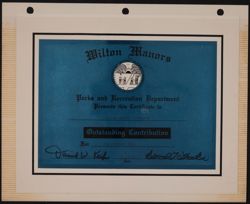 Wilton Manors
Parks and Recreation Department
Presents this Certificate to
Outstanding Contribution
For